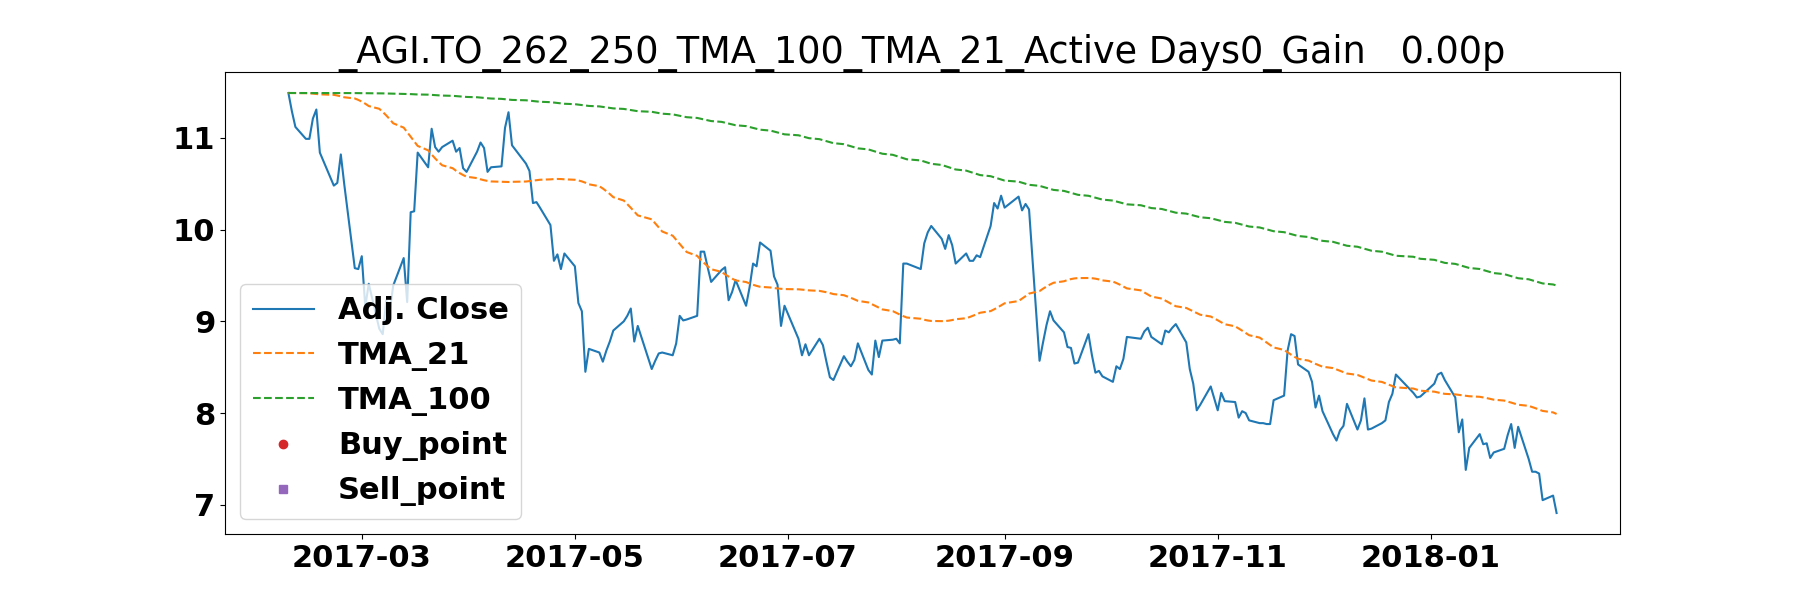 _AGI.TO_262_250_TMA_100_TMA_21_Active Days0_Gain   0.00p
11
10
9
8
7
Adj. Close
TMA_21
TMA_100
Buy_point
Sell_point
2017-03 2017-05 2017-07 2017-09 2017-11 2018-01